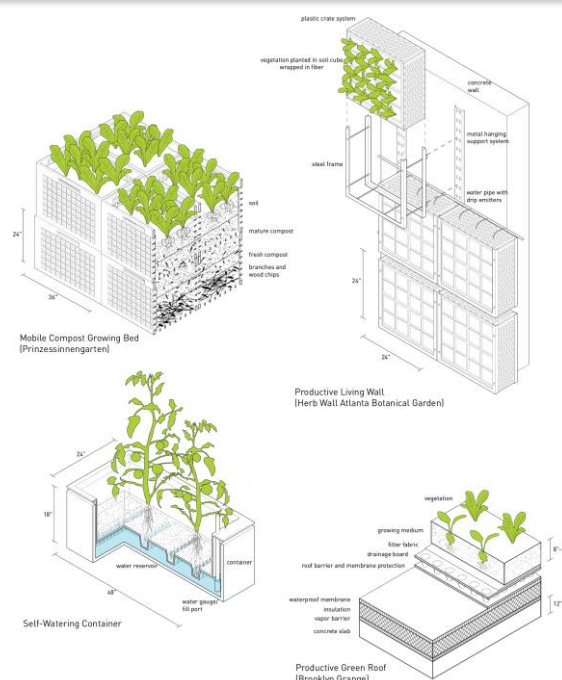 plastic crate system
vegetation planted in soil cube
wrapped in fiber
concrete
wall
metal hanging
support system
steel frame
water pipe with
drip emitters
24"
24"
Productive Living Wall
(Herb Wall Atlanta Botanical Garden)
soil
mature compost
fresh compost
branches and
wood chips
24"
36"
Mobile Compost Growing Bed
(Prinzessinnengarten)
24"
18"
48"
water reservoir
container
water gauge/
fill port
Self-Watering Container
vegetation
growing medium
filter fabric
drainage board
roof barrier and membrane protection
8"-
waterproof membrane
insulation
vapor barrier
concrete slab
12"
Productive Green Roof
(Brooklyn Grange)